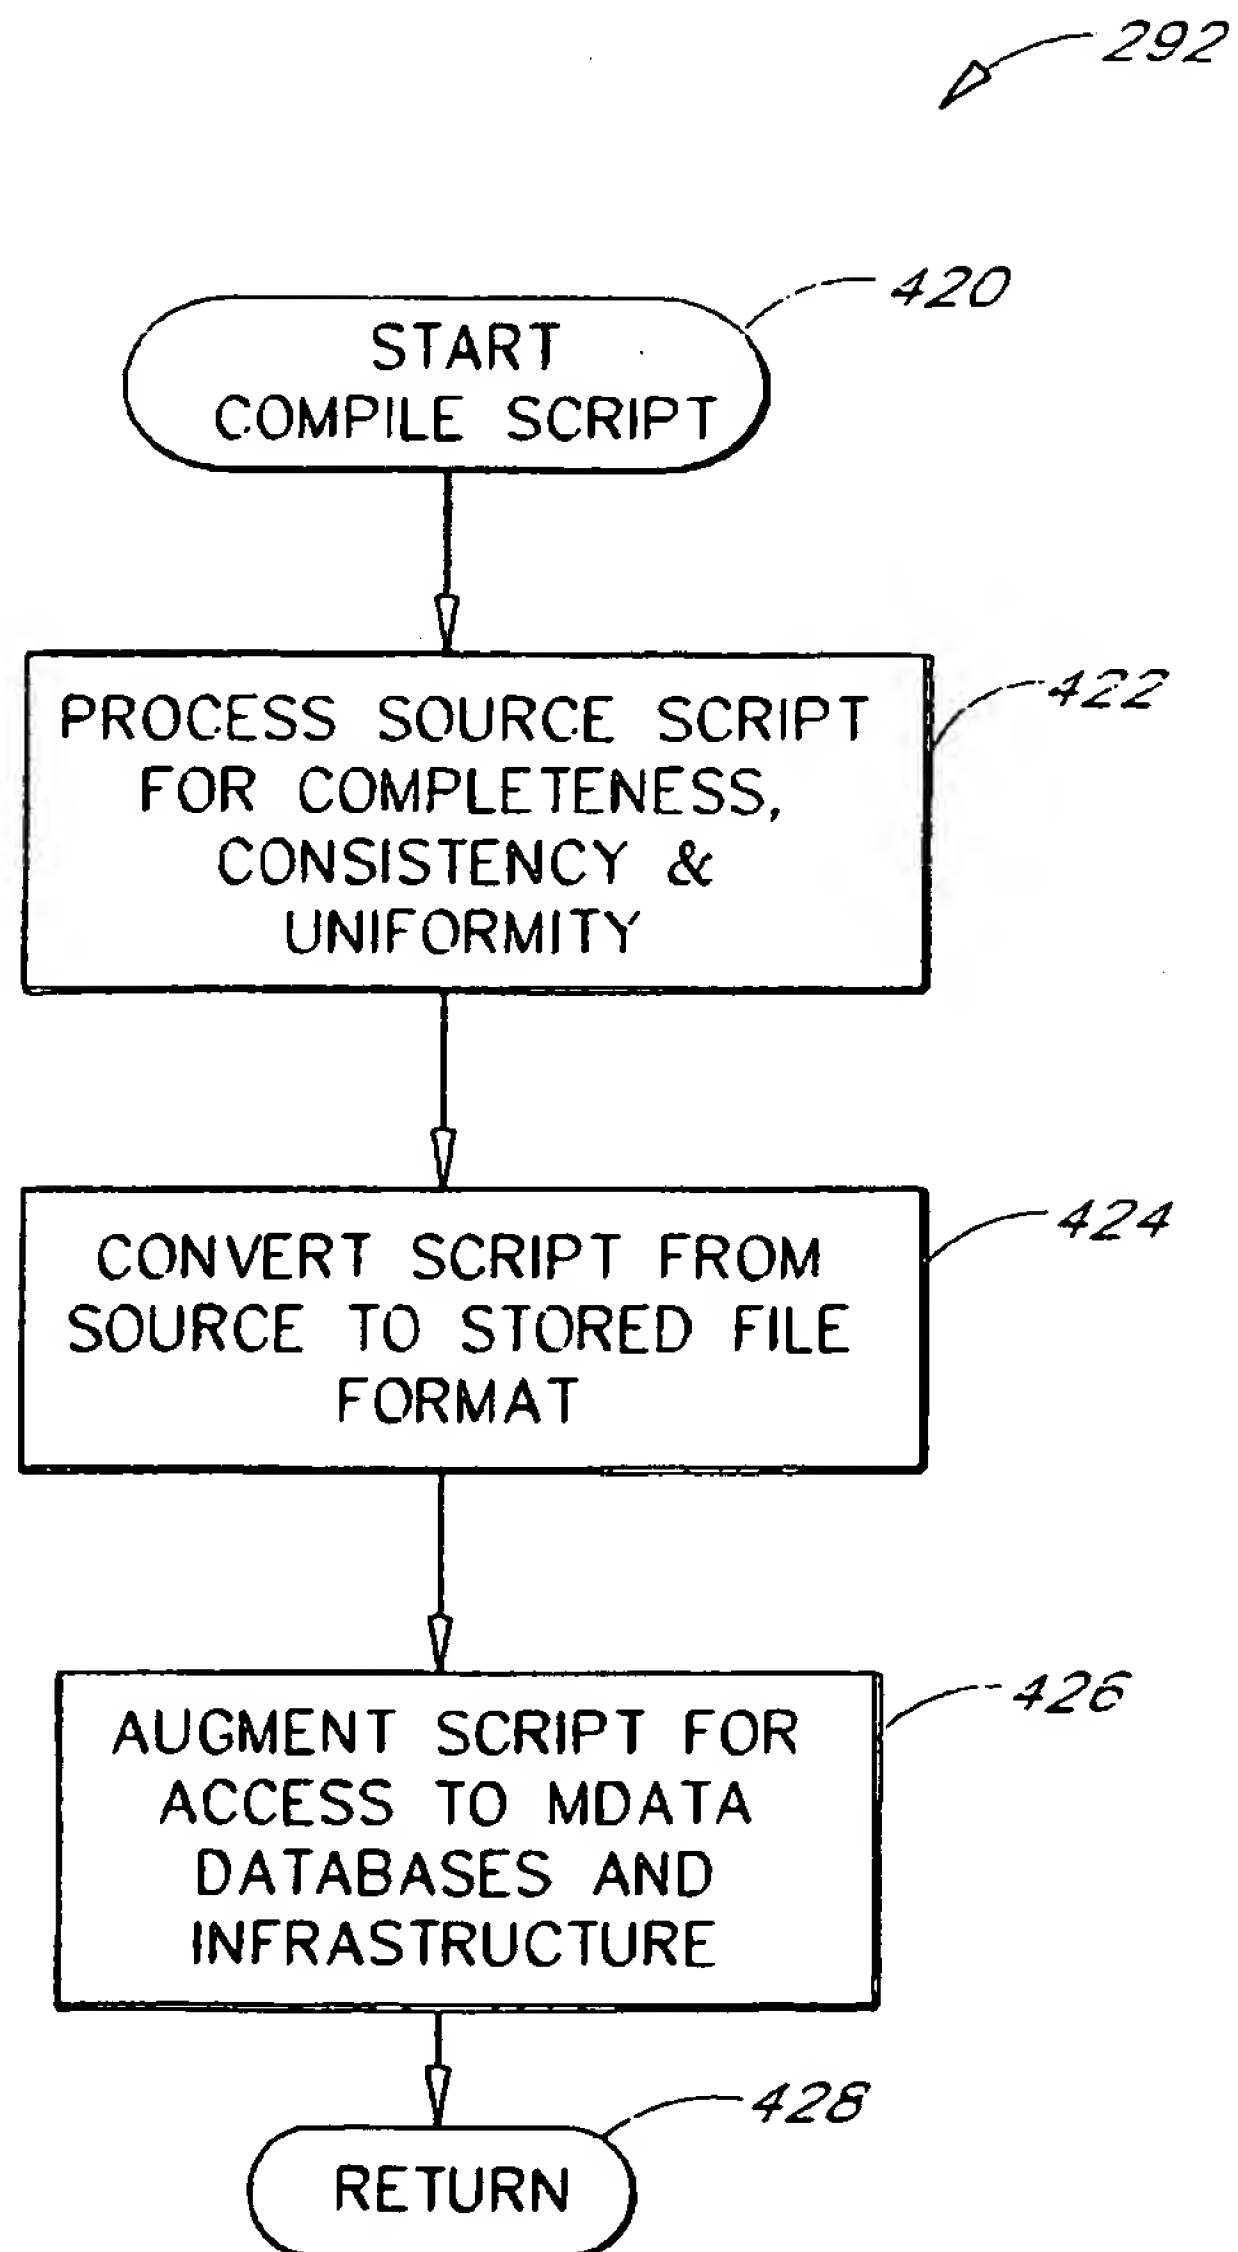 292
420
START
COMPILE SCRIPT
422
PROCESS SOURCE SCRIPT
FOR COMPLETENESS,
CONSISTENCY &
UNIFORMITY
424
CONVERT SCRIPT FROM
SOURCE TO STORED FILE
FORMAT
426
AUGMENT SCRIPT FOR
ACCESS TO MDATA
DATABASES AND
INFRASTRUCTURE
428
RETURN